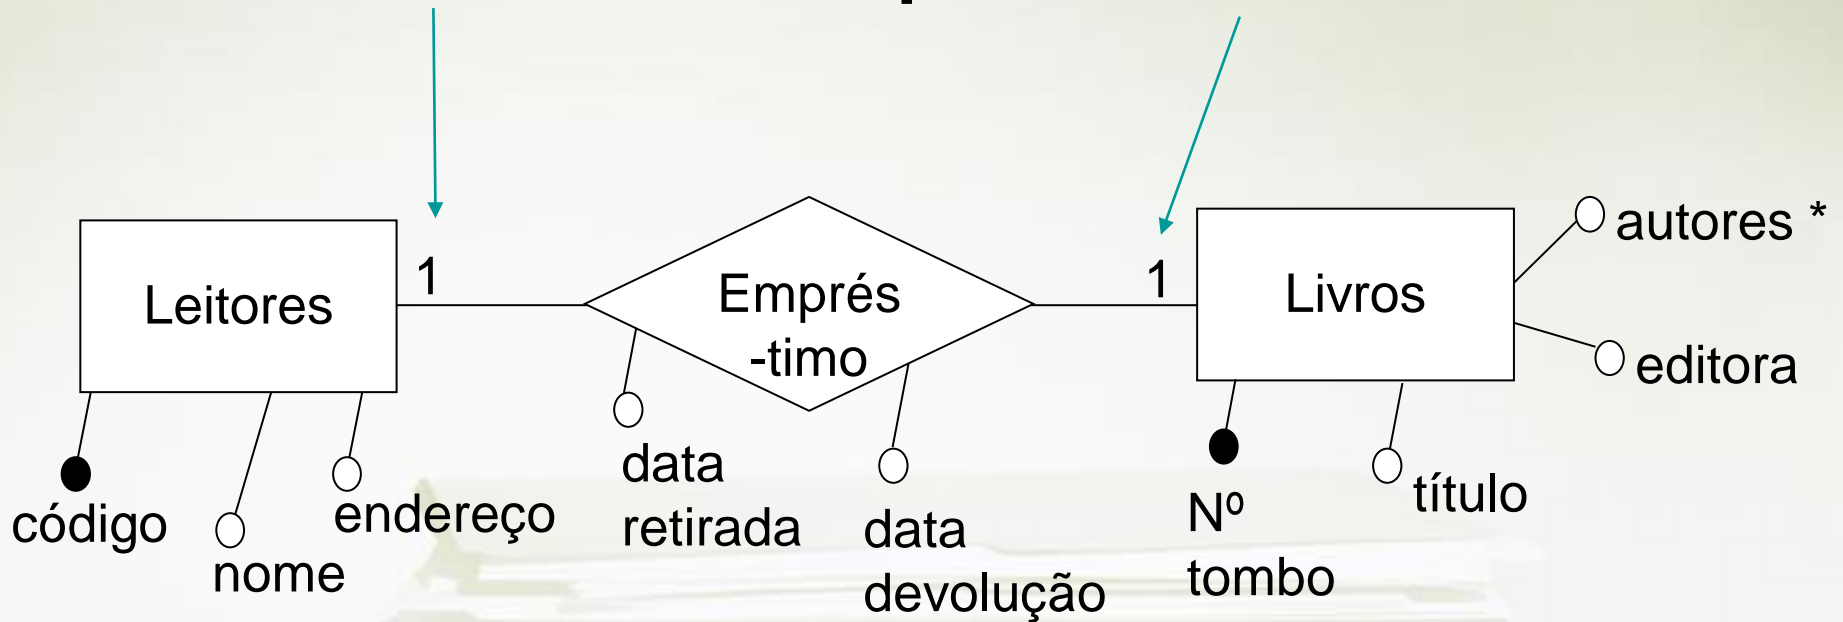 Leitores
1
Emprés
-timo
1
Livros
autores *
editora
código
nome
endereço
data
retirada
data
devolução
Nº
tombo
título